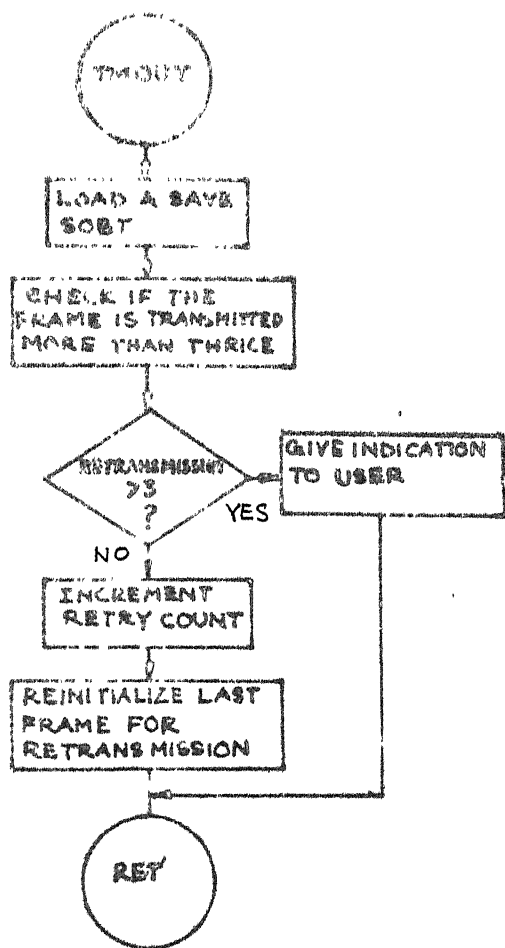 TMOUT
LOAD & SAVE
SOBT
CHECK IF THE
FRAME IS TRANSMITTED
MORE THAN THRICE
RETRANSMISSION
>3
?
YES
GIVE INDICATION
TO USER
NO
INCREMENT
RETRY COUNT
REINITIALIZE LAST
FRAME FOR
RETRANSMISSION
RET